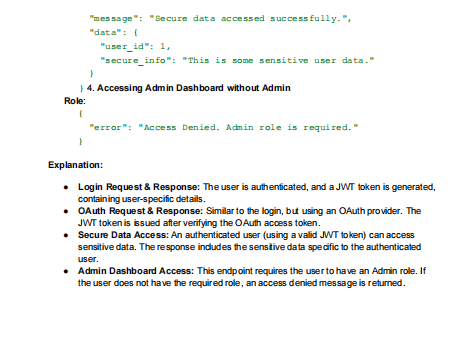 "message": "Secure data accessed successfully.",
"data": {
"user_id": 1,
"secure_info": "This is some sensitive user data."
}
} 4. Accessing Admin Dashboard without Admin
Role:
{
"error": "Access Denied. Admin role is required."
}
Explanation:
• Login Request & Response: The user is authenticated, and a JWT token is generated,
containing user-specific details.
• OAuth Request & Response: Similar to the login, but using an OAuth provider. The
JWT token is issued after verifying the OAuth access token.
• Secure Data Access: An authenticated user (using a valid JWT token) can access
sensitive data. The response includes the sensitive data specific to the authenticated
user.
• Admin Dashboard Access: This endpoint requires the user to have an Admin role. If
the user does not have the required role, an access denied message is returned.